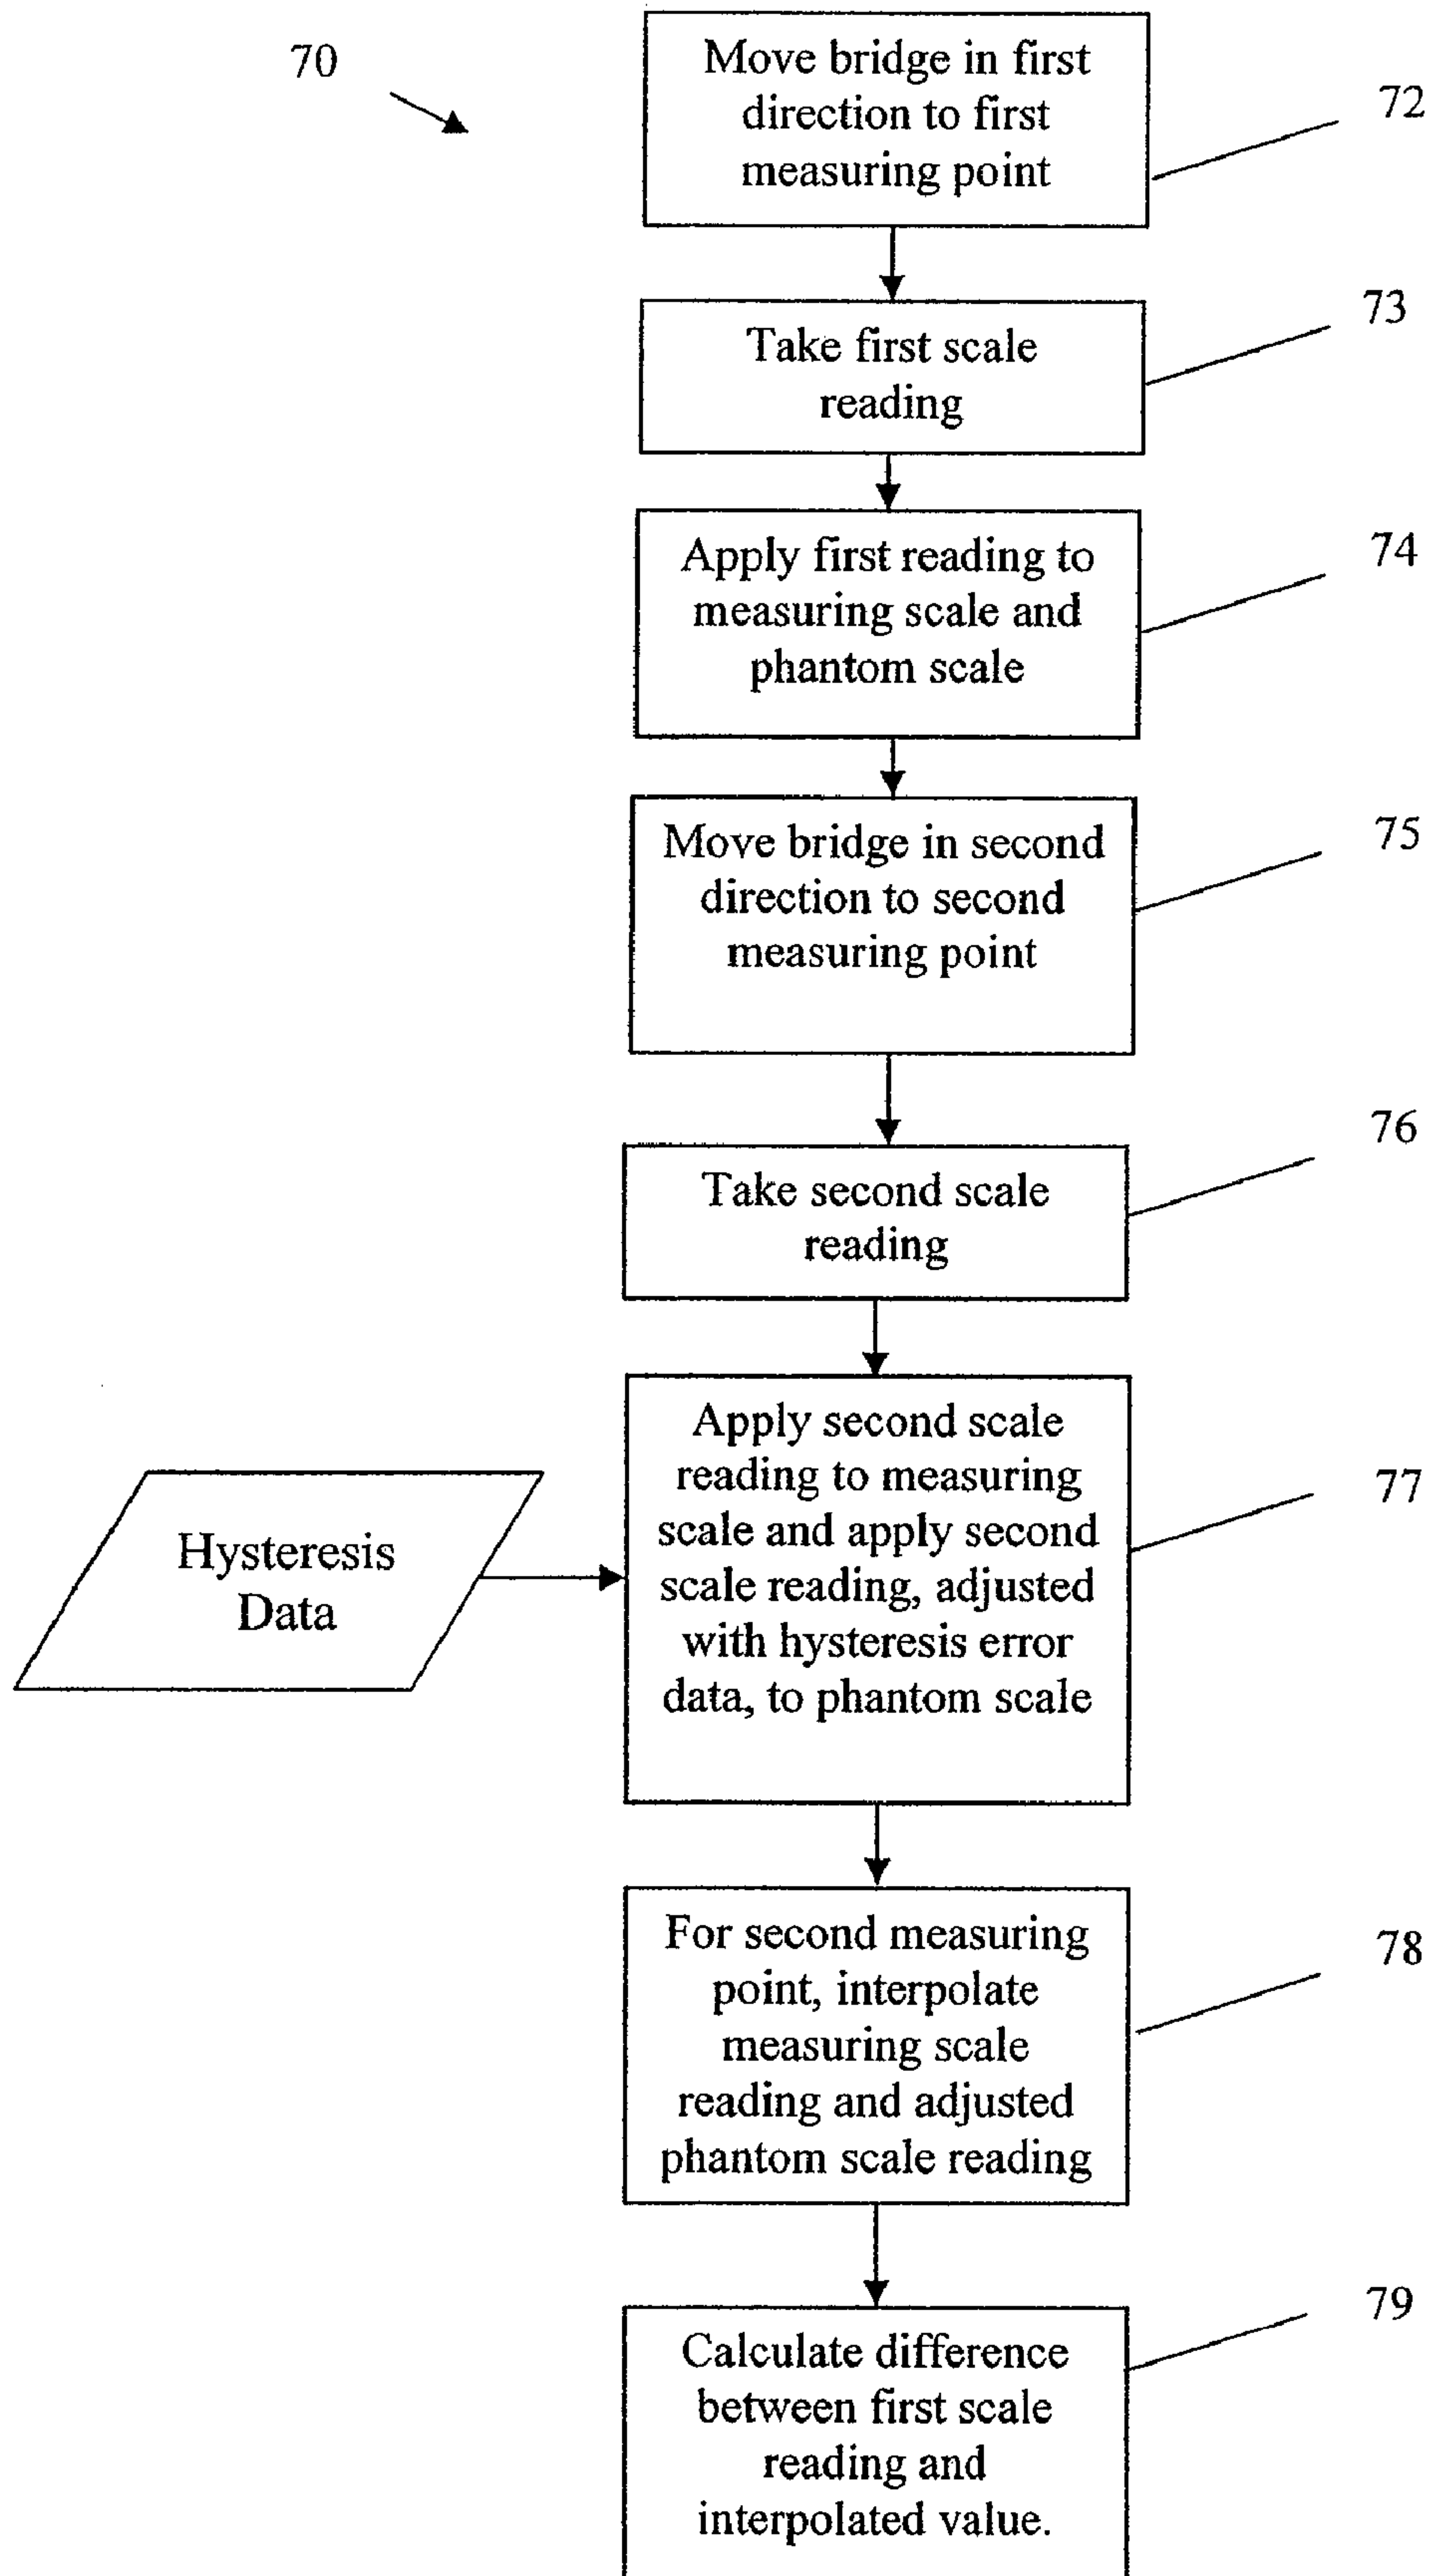 70
Move bridge in first
direction to first
measuring point
72
Take first scale
reading
73
Apply first reading to
measuring scale and
phantom scale
74
Move bridge in second
direction to second
measuring point
75
Take second scale
reading
76
Hysteresis
Data
Apply second scale
reading to measuring
scale and apply second
scale reading, adjusted
with hysteresis error
data, to phantom scale
77
For second measuring
point, interpolate
measuring scale
reading and adjusted
phantom scale reading
78
Calculate difference
between first scale
reading and
interpolated value.
79